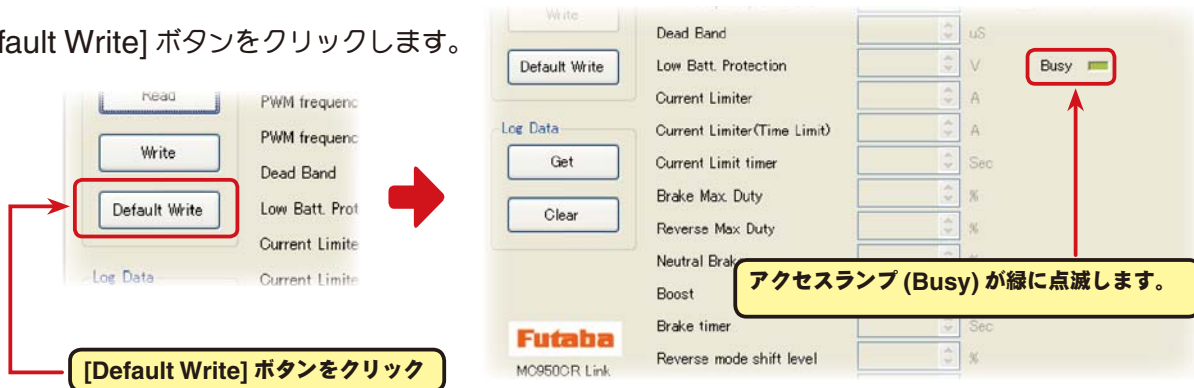 fault Write] ボタンをクリックします。
Read
Write
Default Write
Log Data
PWM frequenc
PWM frequenc
Dead Band
Low Batt. Prot
Current Limite
Current Limite
[Default Write] ボタンをクリック
Write
Default Write
Log Data
Get
Clear
Futaba
MC950CR Link
Dead Band uS
Low Batt. Protection V
Current Limiter A
Current Limiter(Time Limit) A
Current Limit timer Sec
Brake Max. Duty %
Reverse Max Duty %
Neutral Brak
Boost
Brake timer Sec
Reverse mode shift level %
Busy
アクセスランプ (Busy) が緑に点滅します。